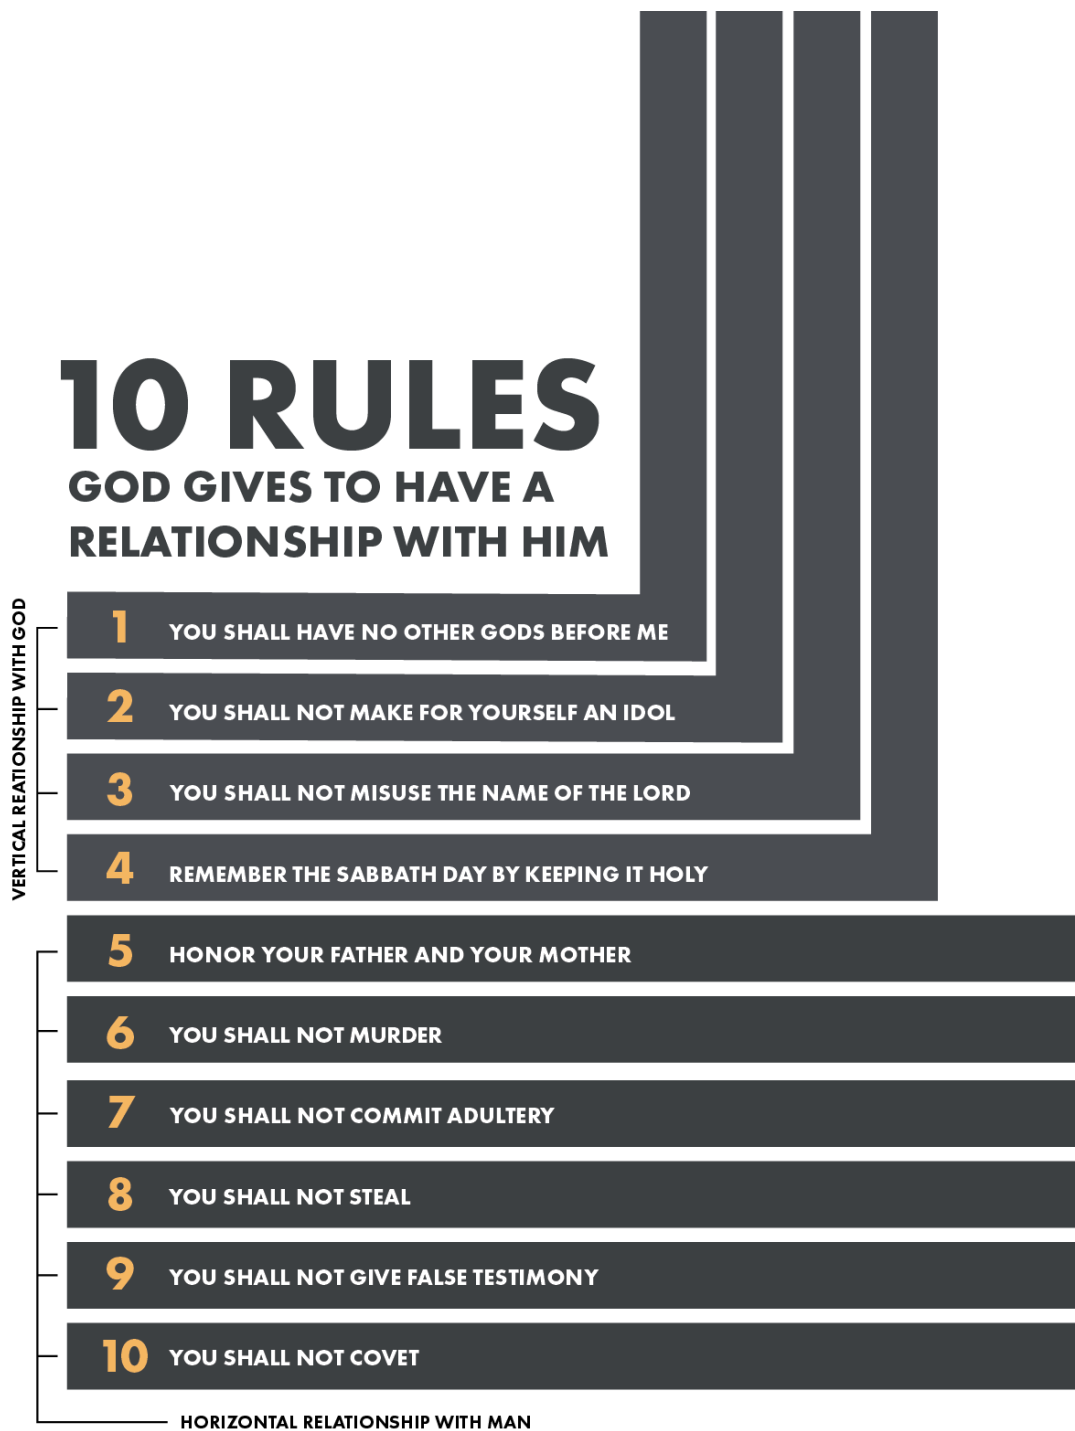 10 RULES
GOD GIVES TO HAVE A
RELATIONSHIP WITH HIM
VERTICAL REATIONSHIP WITH GOD
1 YOU SHALL HAVE NO OTHER GODS BEFORE ME
2 YOU SHALL NOT MAKE FOR YOURSELF AN IDOL
3 YOU SHALL NOT MISUSE THE NAME OF THE LORD
4 REMEMBER THE SABBATH DAY BY KEEPING IT HOLY
5 HONOR YOUR FATHER AND YOUR MOTHER
6 YOU SHALL NOT MURDER
7 YOU SHALL NOT COMMIT ADULTERY
8 YOU SHALL NOT STEAL
9 YOU SHALL NOT GIVE FALSE TESTIMONY
10 YOU SHALL NOT COVET
HORIZONTAL RELATIONSHIP WITH MAN